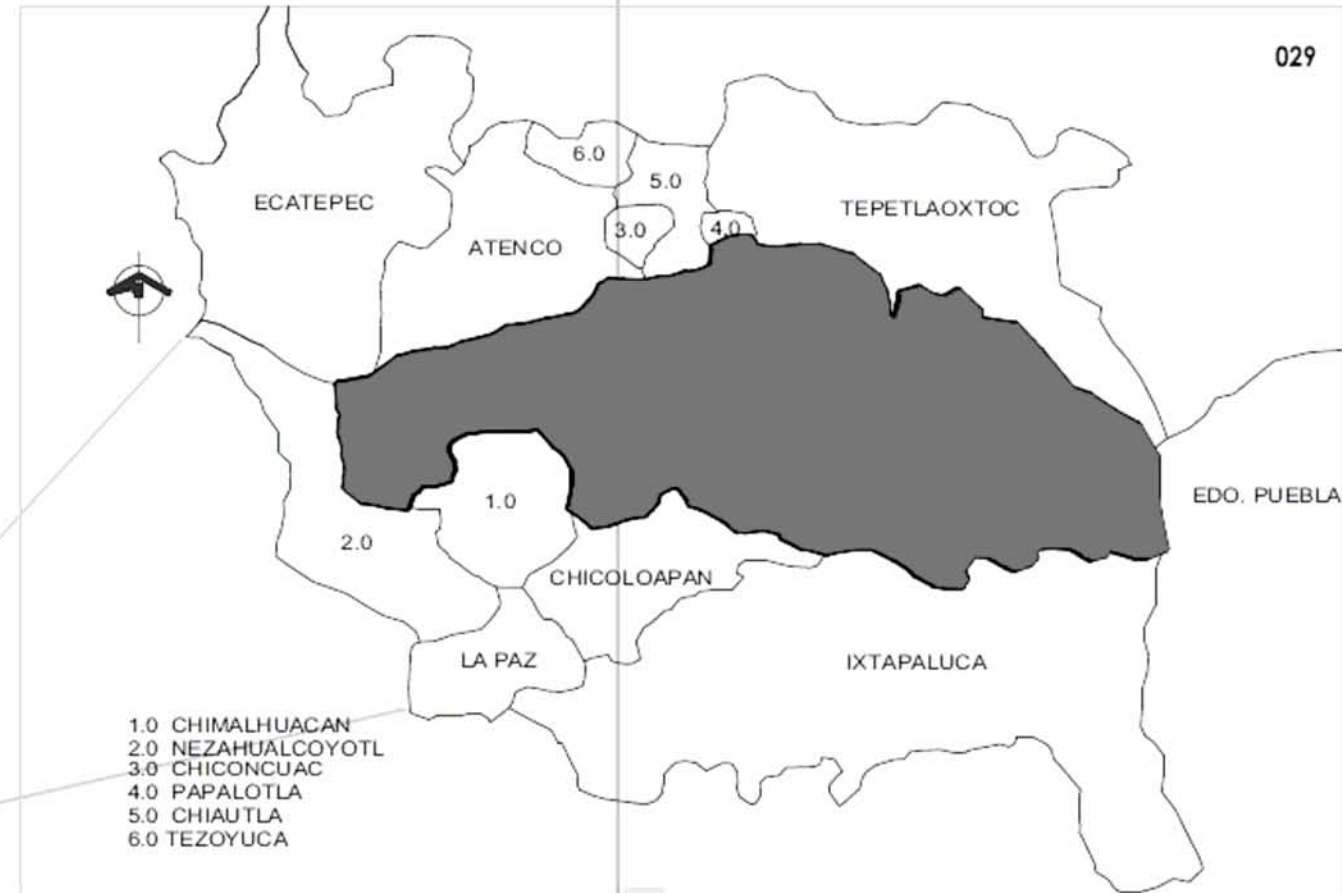 029
6.0
5.0
ECATEPEC
TEPETLAOXTOC
3.0
4.0
ATENCO
EDO. PUEBLA
1.0
2.0
CHICOLOAPAN
LA PAZ
IXTAPALUCA
1.0 CHIMALHUACAN
2.0 NEZAHUALCOYOTL
3.0 CHICONCUAC
4.0 PAPALOTLA
5.0 CHIAUTLA
6.0 TEZOYUCA